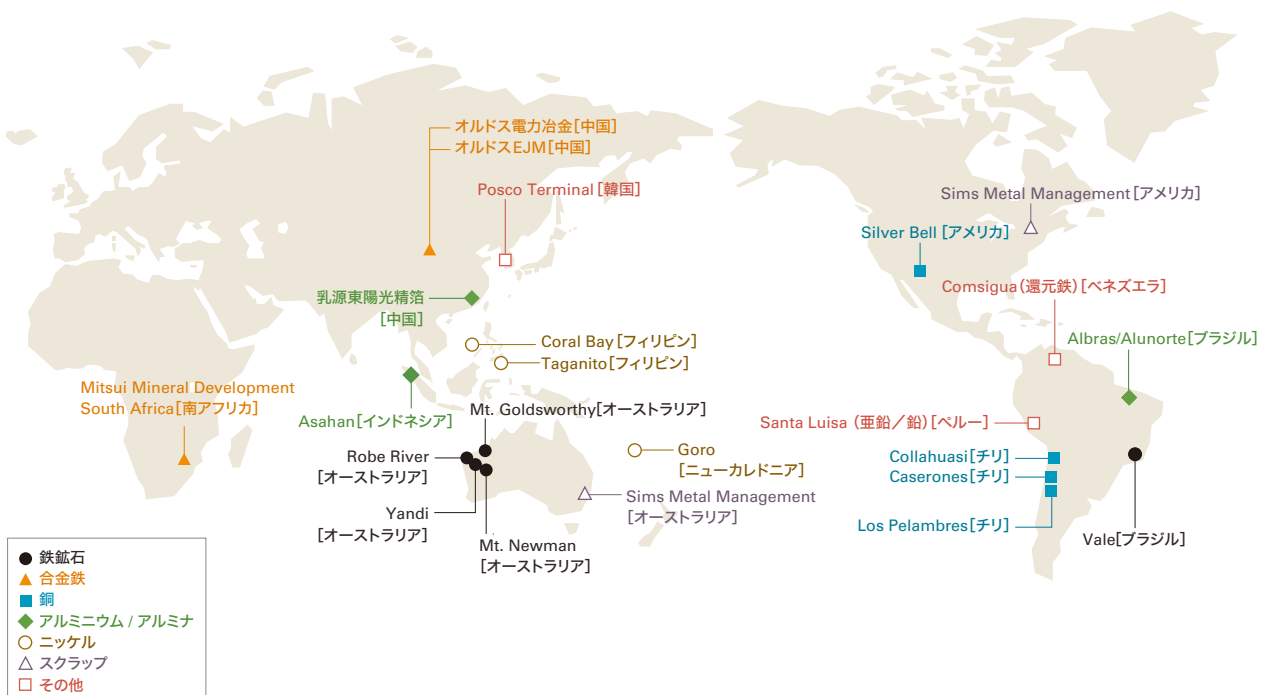 オルドス電力冶金[中国]
オルドスEJM[中国]
Posco Terminal [韓国]
Sims Metal Management [アメリカ]
Silver Bell [アメリカ]
Comsigua(還元鉄) [ベネズエラ]
乳源東陽光精箔
[中国]
Coral Bay [フィリピン]
Taganito[フィリピン]
Albras/Alunorte[ブラジル]
Mitsui Mineral Development
South Africa[南アフリカ]
Asahan[インドネシア]
Mt. Goldsworthy[オーストラリア]
Santa Luisa (亜鉛/鉛) [ペルー]
Robe River
[オーストラリア]
Goro
[ニューカレドニア]
Collahuasi[チリ]
Caserones[チリ]
Sims Metal Management
[オーストラリア]
Yandi
[オーストラリア]
Los Pelambres[チリ]
Mt. Newman
[オーストラリア]
Vale[ブラジル]
鉄鉱石
合金鉄
銅
アルミニウム / アルミナ
ニッケル
スクラップ
その他